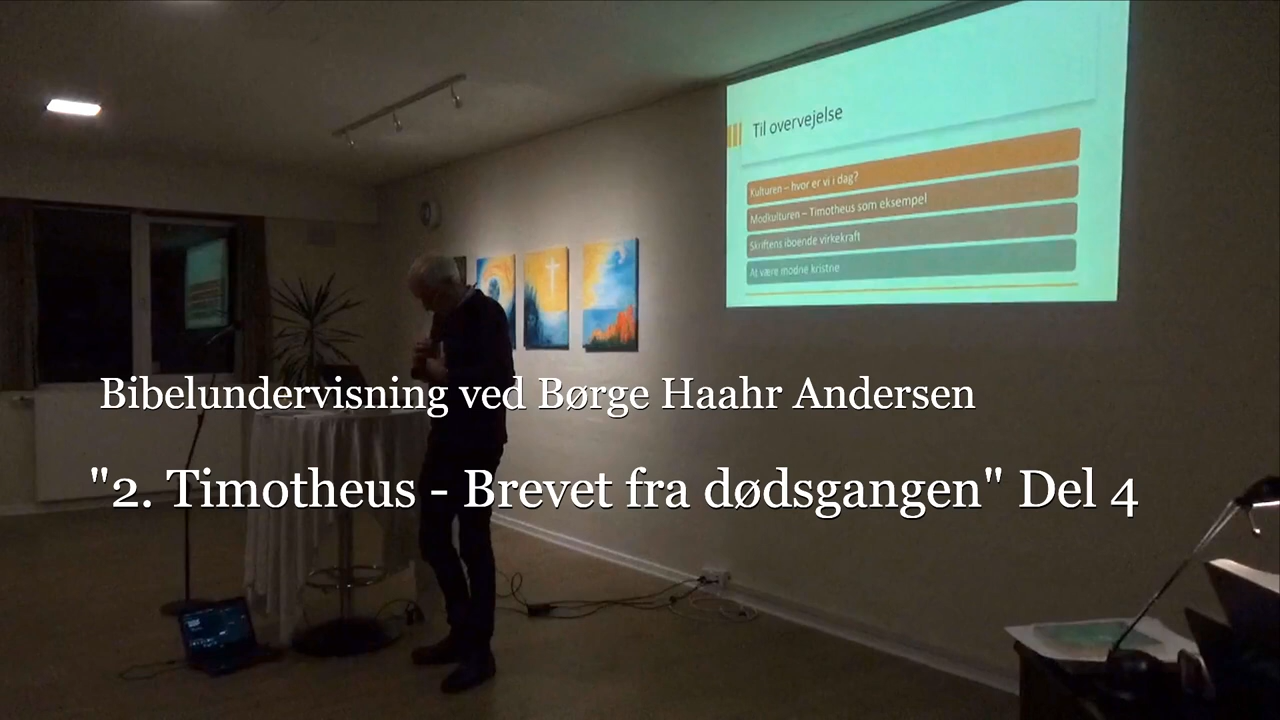 Til overvejelse
Kulturen – hvor er vi i dag?
Modkulturen – Timotheus som eksempel
Skriftens iboende virkekraft
At være modne kristne
Bibelundervisning ved Børge Haahr Andersen
"2. Timotheus - Brevet fra dødsgangen" Del 4